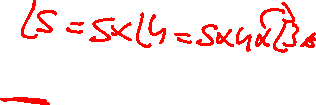 ⌊5 = 5×⌊4 = 5×4×⌊3